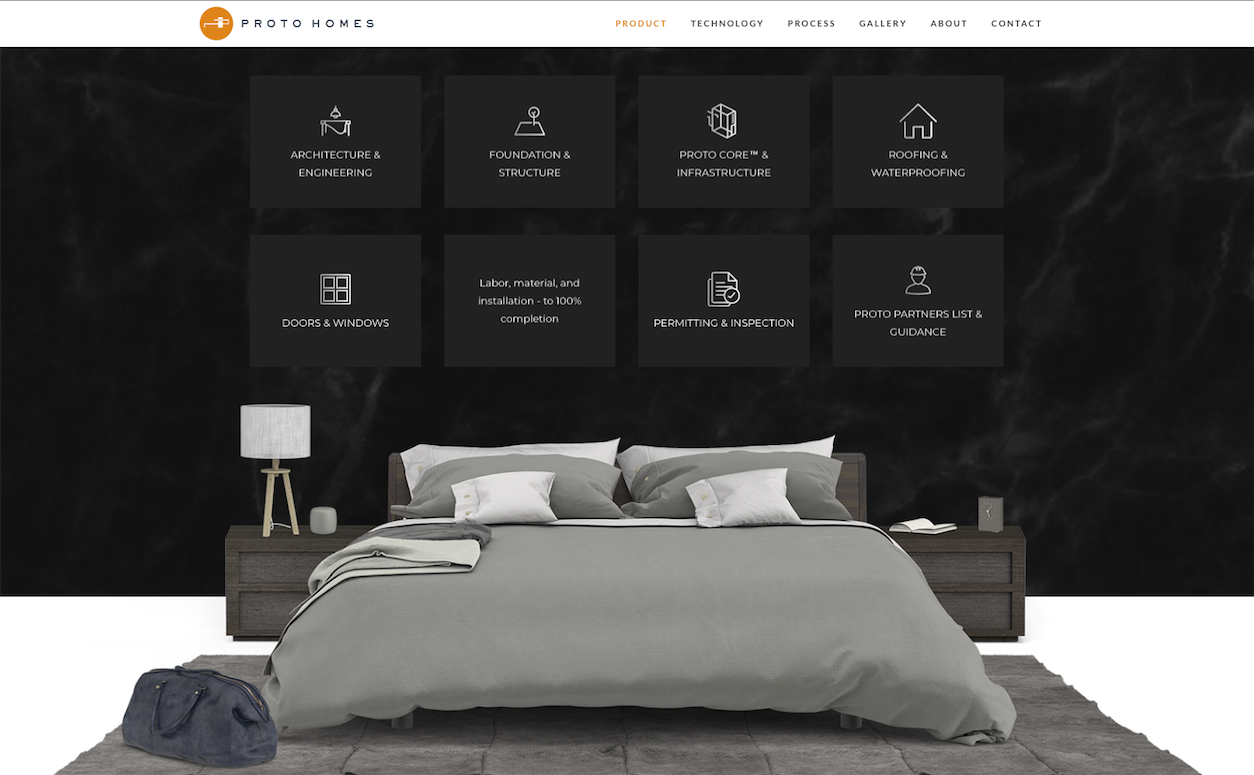 PROTO HOMES
PRODUCT TECHNOLOGY PROCESS GALLERY ABOUT CONTACT
ARCHITECTURE &
ENGINEERING
FOUNDATION &
STRUCTURE
PROTO CORE™ &
INFRASTRUCTURE
ROOFING &
WATERPROOFING
DOORS & WINDOWS
Labor, material, and
installation - to 100%
completion
PERMITTING & INSPECTION
PROTO PARTNERS LIST &
GUIDANCE